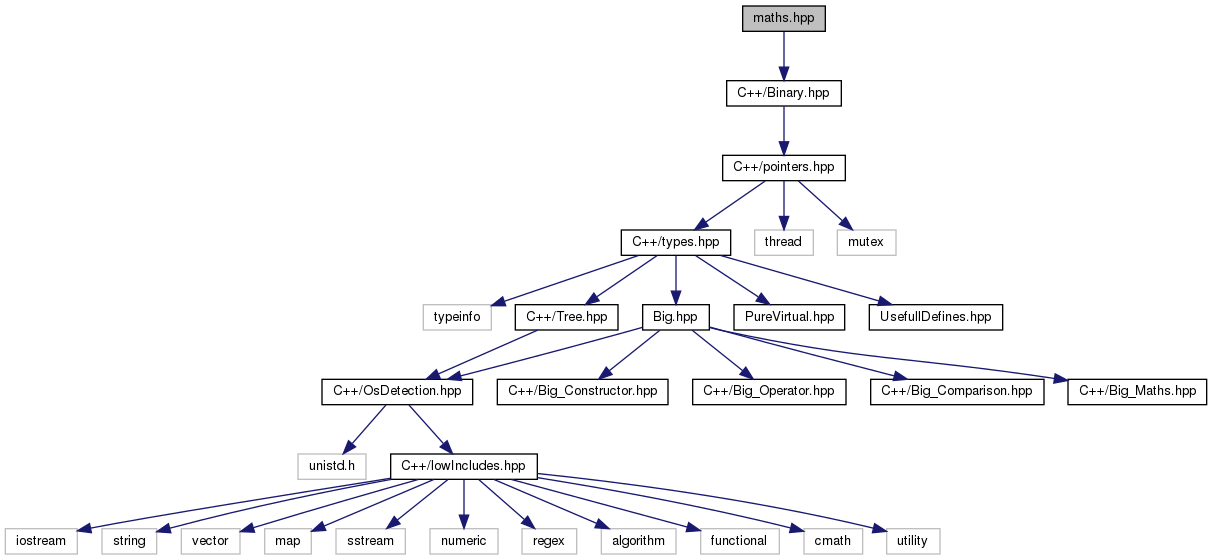 maths.hpp
C++/Binary.hpp
C++/pointers.hpp
C++/types.hpp
thread
mutex
typeinfo
C++/Tree.hpp
Big.hpp
PureVirtual.hpp
UsefullDefines.hpp
C++/OsDetection.hpp
C++/Big_Constructor.hpp
C++/Big_Operator.hpp
C++/Big_Comparison.hpp
C++/Big_Maths.hpp
unistd.h
C++/lowIncludes.hpp
iostream
string
vector
map
sstream
numeric
regex
algorithm
functional
cmath
utility